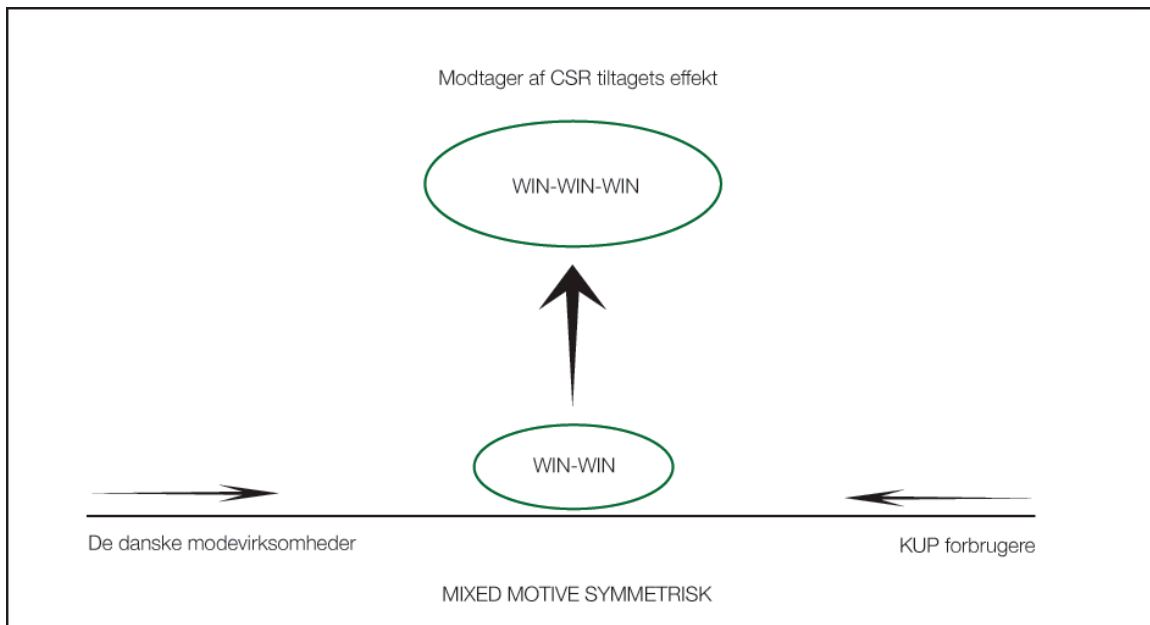 Modtager af CSR tiltagets effekt
WIN-WIN-WIN
WIN-WIN
De danske modevirksomheder
KUP forbrugere
MIXED MOTIVE SYMMETRISK